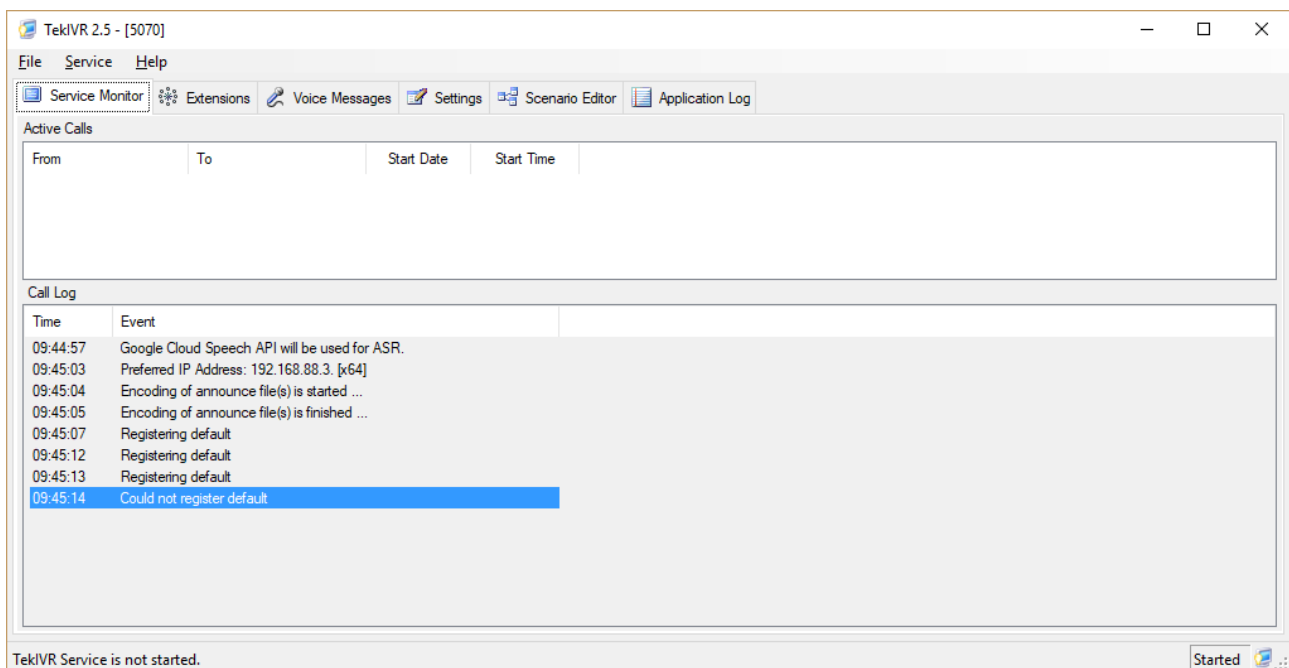 TekIVR 2.5 - [5070]
File Service Help
Service Monitor Extensions Voice Messages Settings Scenario Editor Application Log
Active Calls
From To Start Date Start Time
Call Log
Time Event
09:44:57 Google Cloud Speech API will be used for ASR.
09:45:03 Preferred IP Address: 192.168.88.3. [x64]
09:45:04 Encoding of announce file(s) is started ...
09:45:05 Encoding of announce file(s) is finished ...
09:45:07 Registering default
09:45:12 Registering default
09:45:13 Registering default
09:45:14 Could not register default
TekIVR Service is not started. Started